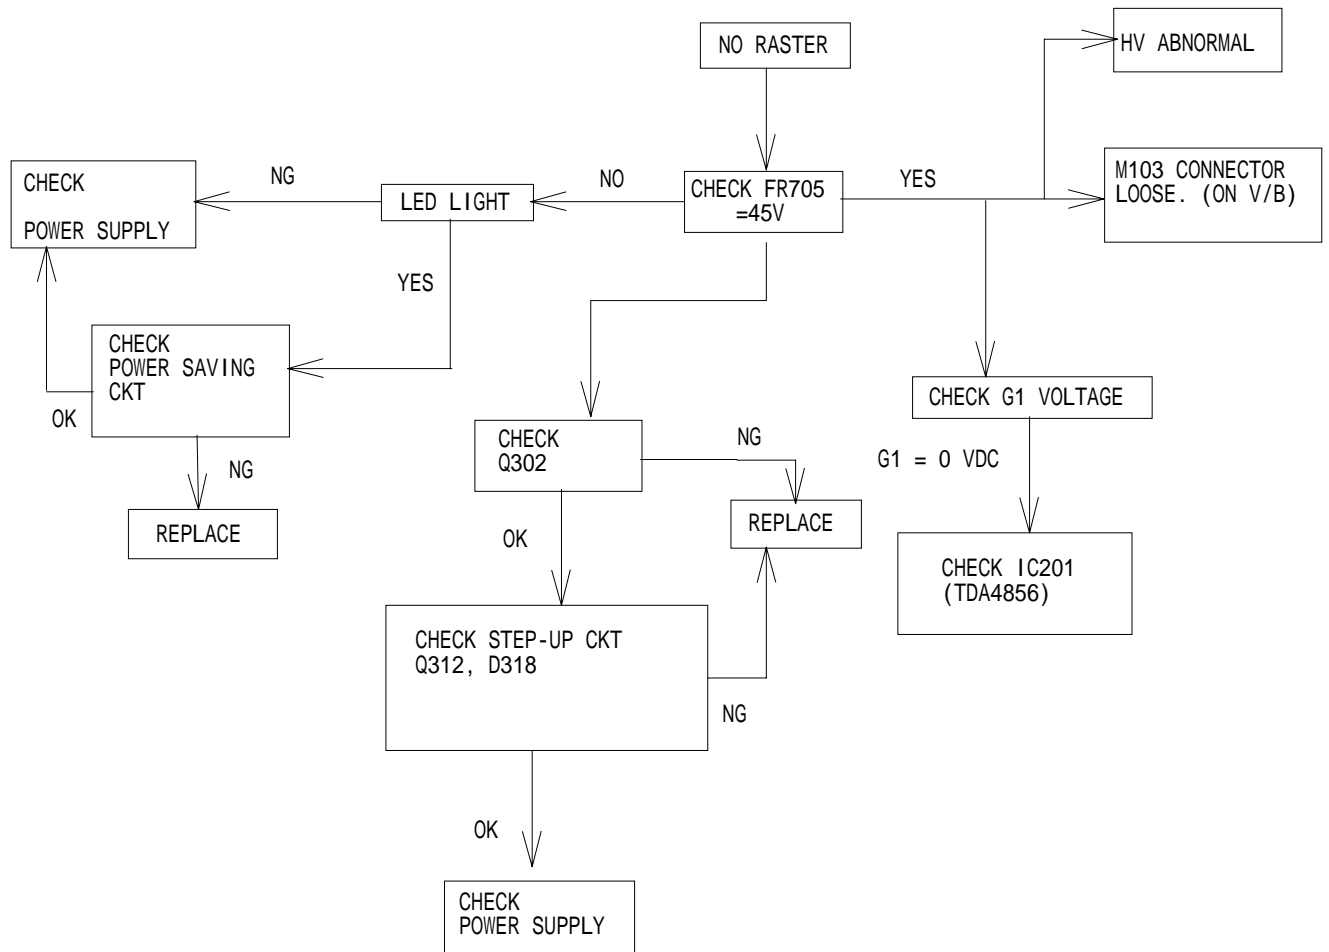 NO RASTER
HV ABNORMAL
CHECK
POWER SUPPLY
NG
LED LIGHT
NO
CHECK FR705
=45V
YES
M103 CONNECTOR
LOOSE. (ON V/B)
YES
CHECK
POWER SAVING
CKT
OK
NG
REPLACE
CHECK
Q302
NG
REPLACE
OK
CHECK STEP-UP CKT
Q312, D318
NG
OK
CHECK
POWER SUPPLY
CHECK G1 VOLTAGE
G1 = 0 VDC
CHECK IC201
(TDA4856)